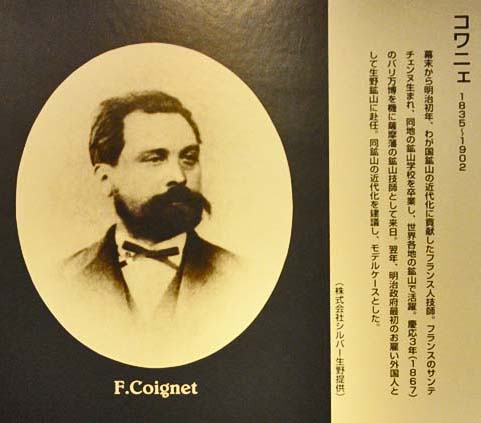 コワニェ 1835~1902
幕末から明治初年、わが国鉱山の近代化に貢献したフランス人技師。フランスのサンテ
チェンヌ生まれ、同地の鉱山学校を卒業し、世界各地の鉱山で活躍。慶応3年(1867)
のパリ万博を機に薩摩藩の鉱山技師として来日。翌年、明治政府最初のお雇い外国人と
して生野鉱山に赴任。同鉱山の近代化を建議し、モデルケースとした。
(株式会社シルバー生野提供)
F.Coignet